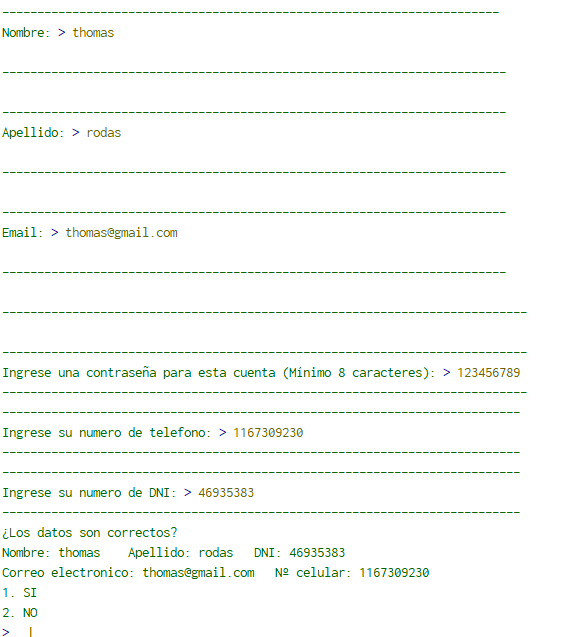 -----------------------------------------------------------------------
Nombre: > thomas
------------------------------------------------------------------------
------------------------------------------------------------------------
Apellido: > rodas
------------------------------------------------------------------------
------------------------------------------------------------------------
Email: > thomas@gmail.com
------------------------------------------------------------------------
---------------------------------------------------------------------------
---------------------------------------------------------------------------
Ingrese una contraseña para esta cuenta (Mínimo 8 caracteres): > 123456789
---------------------------------------------------------------------------
--------------------------------------------------------------------------
Ingrese su numero de telefono: > 1167309230
--------------------------------------------------------------------------
--------------------------------------------------------------------------
Ingrese su numero de DNI: > 46935383
--------------------------------------------------------------------------
¿Los datos son correctos?
Nombre: thomas    Apellido: rodas   DNI: 46935383
Correo electronico: thomas@gmail.com   Nº celular: 1167309230
1. SI
2. NO
>